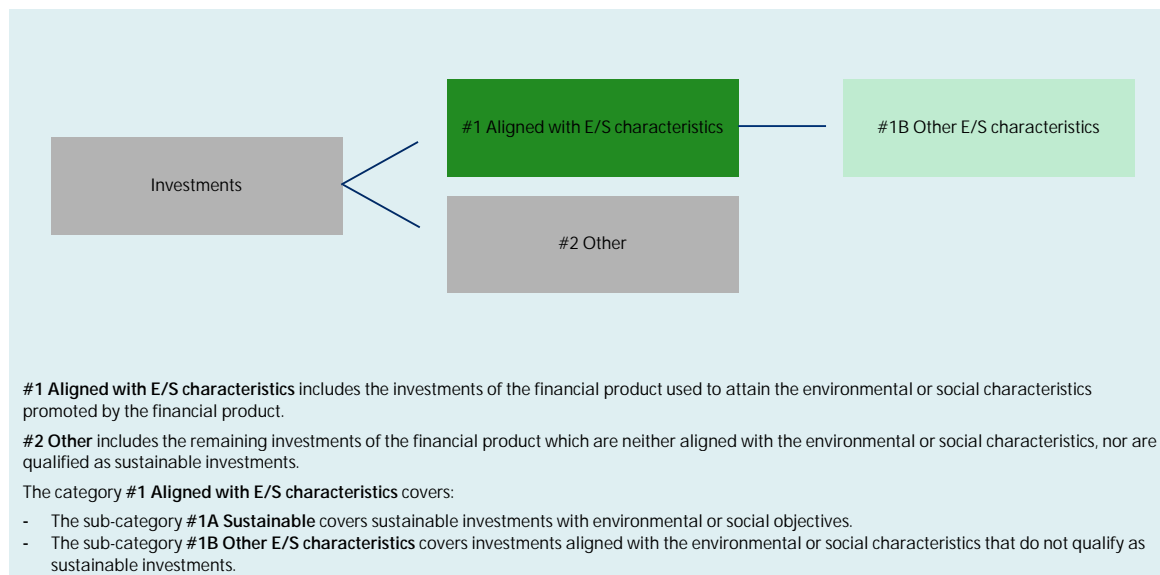 #1 Aligned with E/S characteristics
#1B Other E/S characteristics
Investments
#2 Other
#1 Aligned with E/S characteristics includes the investments of the financial product used to attain the environmental or social characteristics
promoted by the financial product.
#2 Other includes the remaining investments of the financial product which are neither aligned with the environmental or social characteristics, nor are
qualified as sustainable investments.
The category #1 Aligned with E/S characteristics covers:
- The sub-category #1A Sustainable covers sustainable investments with environmental or social objectives.
- The sub-category #1B Other E/S characteristics covers investments aligned with the environmental or social characteristics that do not qualify as
sustainable investments.